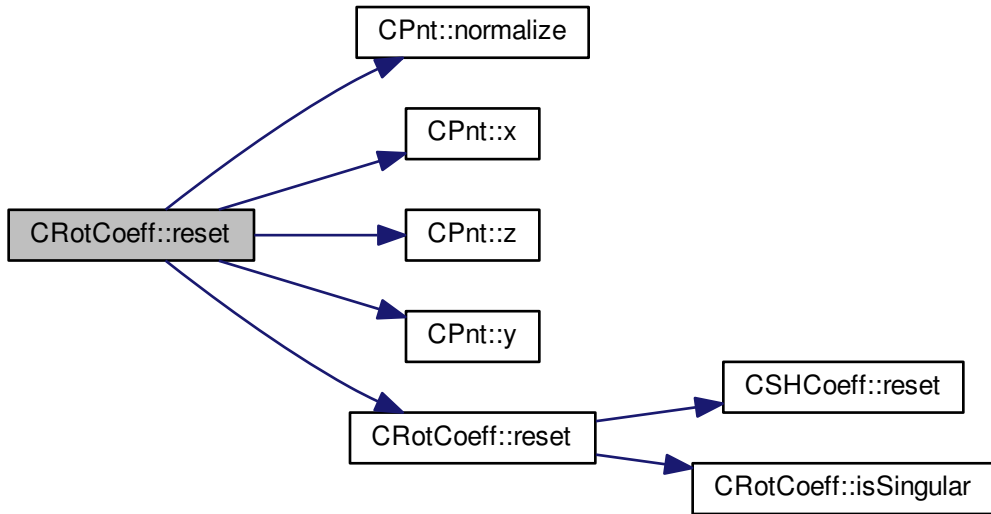 CPnt::normalize
CPnt::x
CRotCoeff::reset
CPnt::z
CPnt::y
CSHCoeff::reset
CRotCoeff::reset
CRotCoeff::isSingular